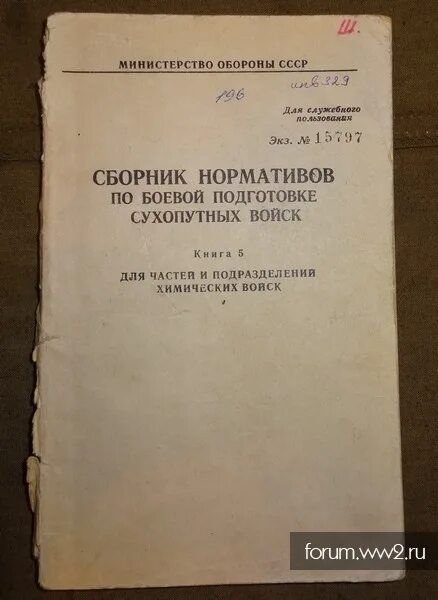 Ш.
МИНИСТЕРСТВО ОБОРОНЫ СССР
196
инв 329
Для служебного
пользования
Экз. № 15797
СБОРНИК НОРМАТИВОВ
ПО БОЕВОЙ ПОДГОТОВКЕ
СУХОПУТНЫХ ВОЙСК
Книга 5
ДЛЯ ЧАСТЕЙ И ПОДРАЗДЕЛЕНИЙ
ХИМИЧЕСКИХ ВОЙСК
forum.ww2.ru